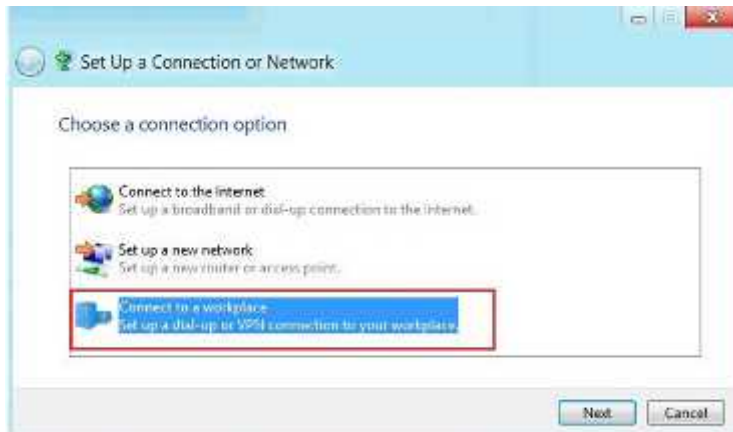 Set Up a Connection or Network
Choose a connection option
Connect to the Internet
Set up a broadband or dial-up connection to the Internet.
Set up a new network
Set up a new router or access point.
Connect to a workplace
Set up a dial-up or VPN connection to your workplace.
Next
Cancel